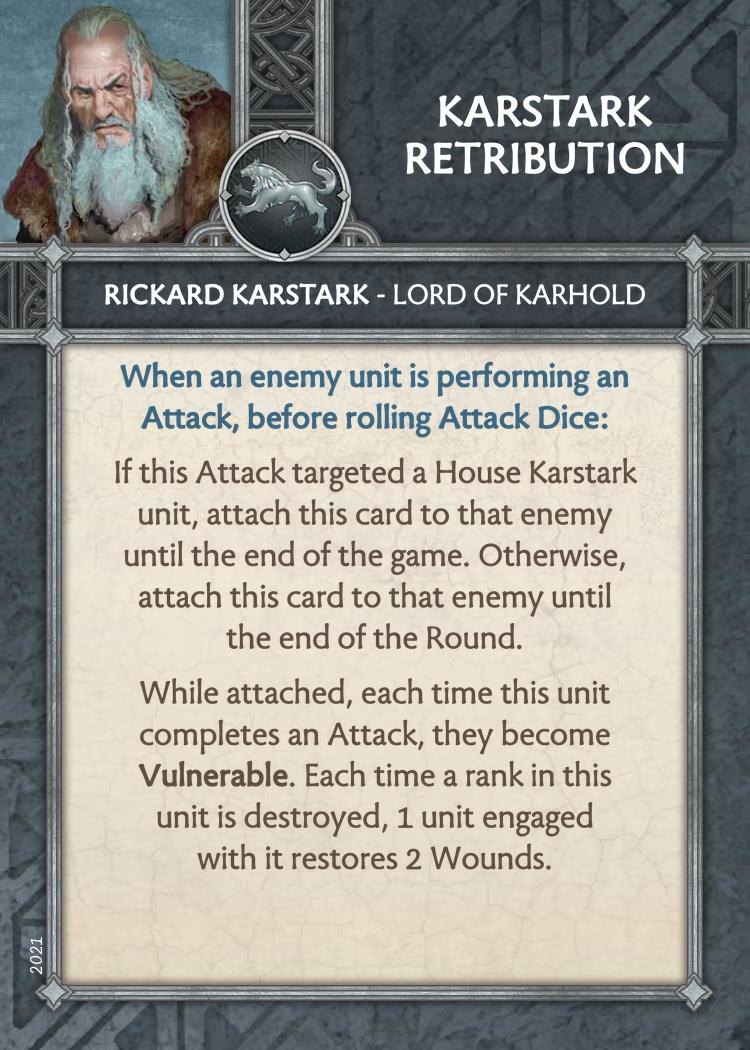 KARSTARK
RETRIBUTION
RICKARD KARSTARK - LORD OF KARHOLD
When an enemy unit is performing an
Attack, before rolling Attack Dice:
If this Attack targeted a House Karstark
unit, attach this card to that enemy
until the end of the game. Otherwise,
attach this card to that enemy until
the end of the Round.
While attached, each time this unit
completes an Attack, they become
Vulnerable. Each time a rank in this
unit is destroyed, 1 unit engaged
with it restores 2 Wounds.
2021